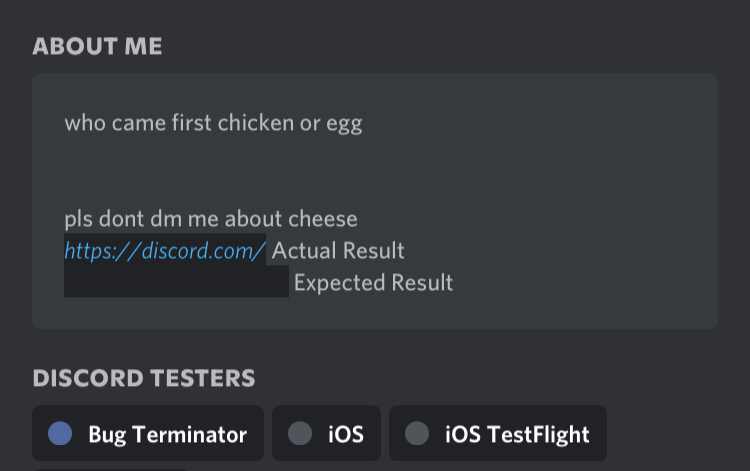 ABOUT ME
who came first chicken or egg
pls dont dm me about cheese
https://discord.com/ Actual Result
Expected Result
DISCORD TESTERS
Bug Terminator iOS iOS TestFlight